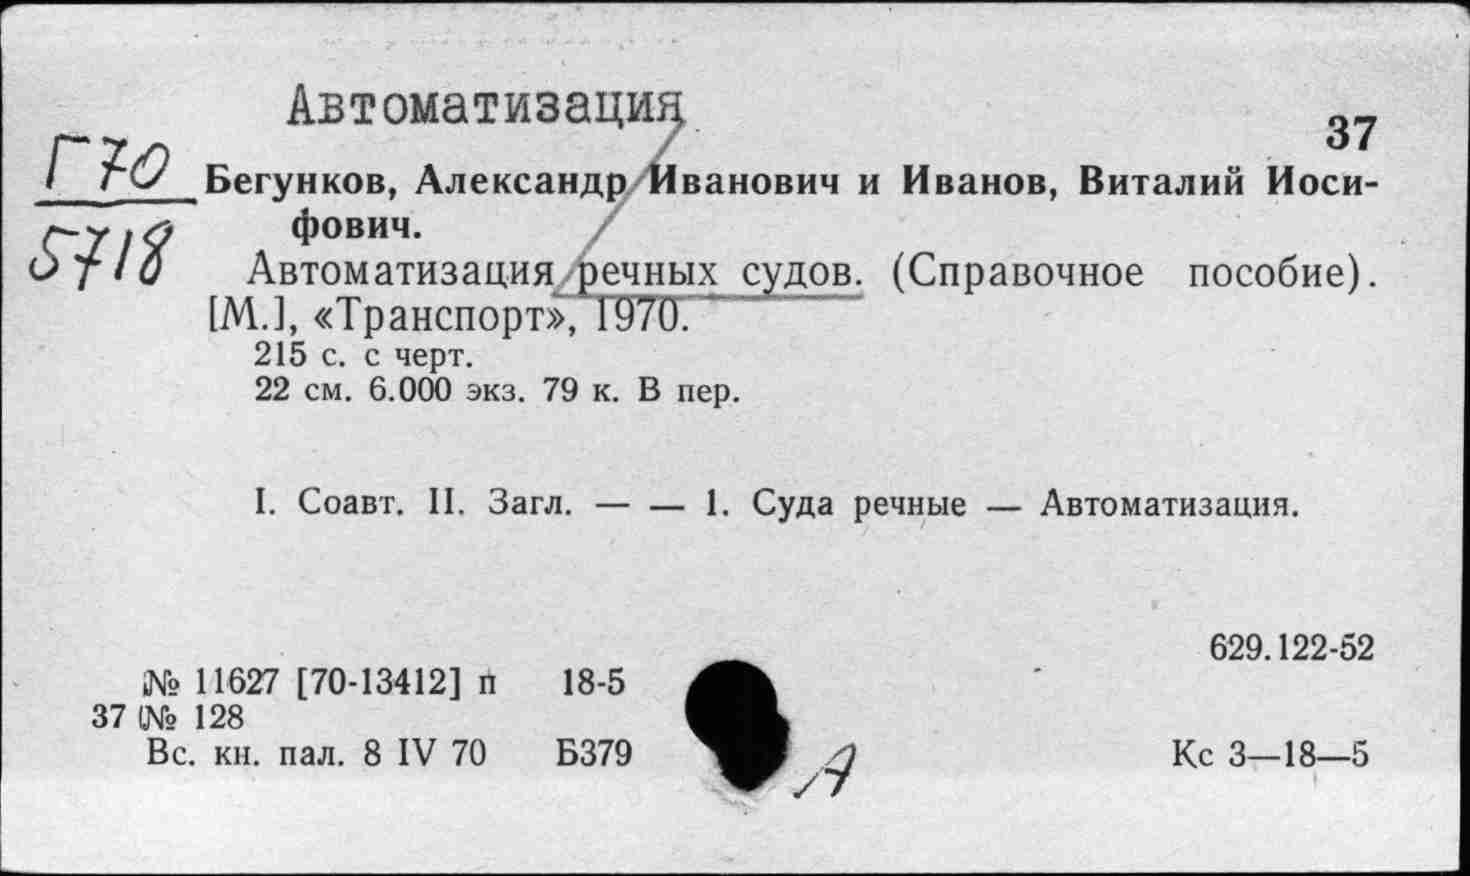 Автоматизация
37
Г70
5718
Бегунков, Александр Иванович и Иванов, Виталий Иоси-
фович.
Автоматизация речных судов. (Справочное пособие).
[М.], «Транспорт», 1970.
215 с. с черт.
22 см. 6.000 экз. 79 к. В пер.
I. Соавт. II. Загл. — — 1. Суда речные — Автоматизация.
629.122-52
№ 11627 [70-13412] п 18-5
37 № 128
Вс. кн. пал. 8 IV 70 Б379
А
Кс 3—18—5